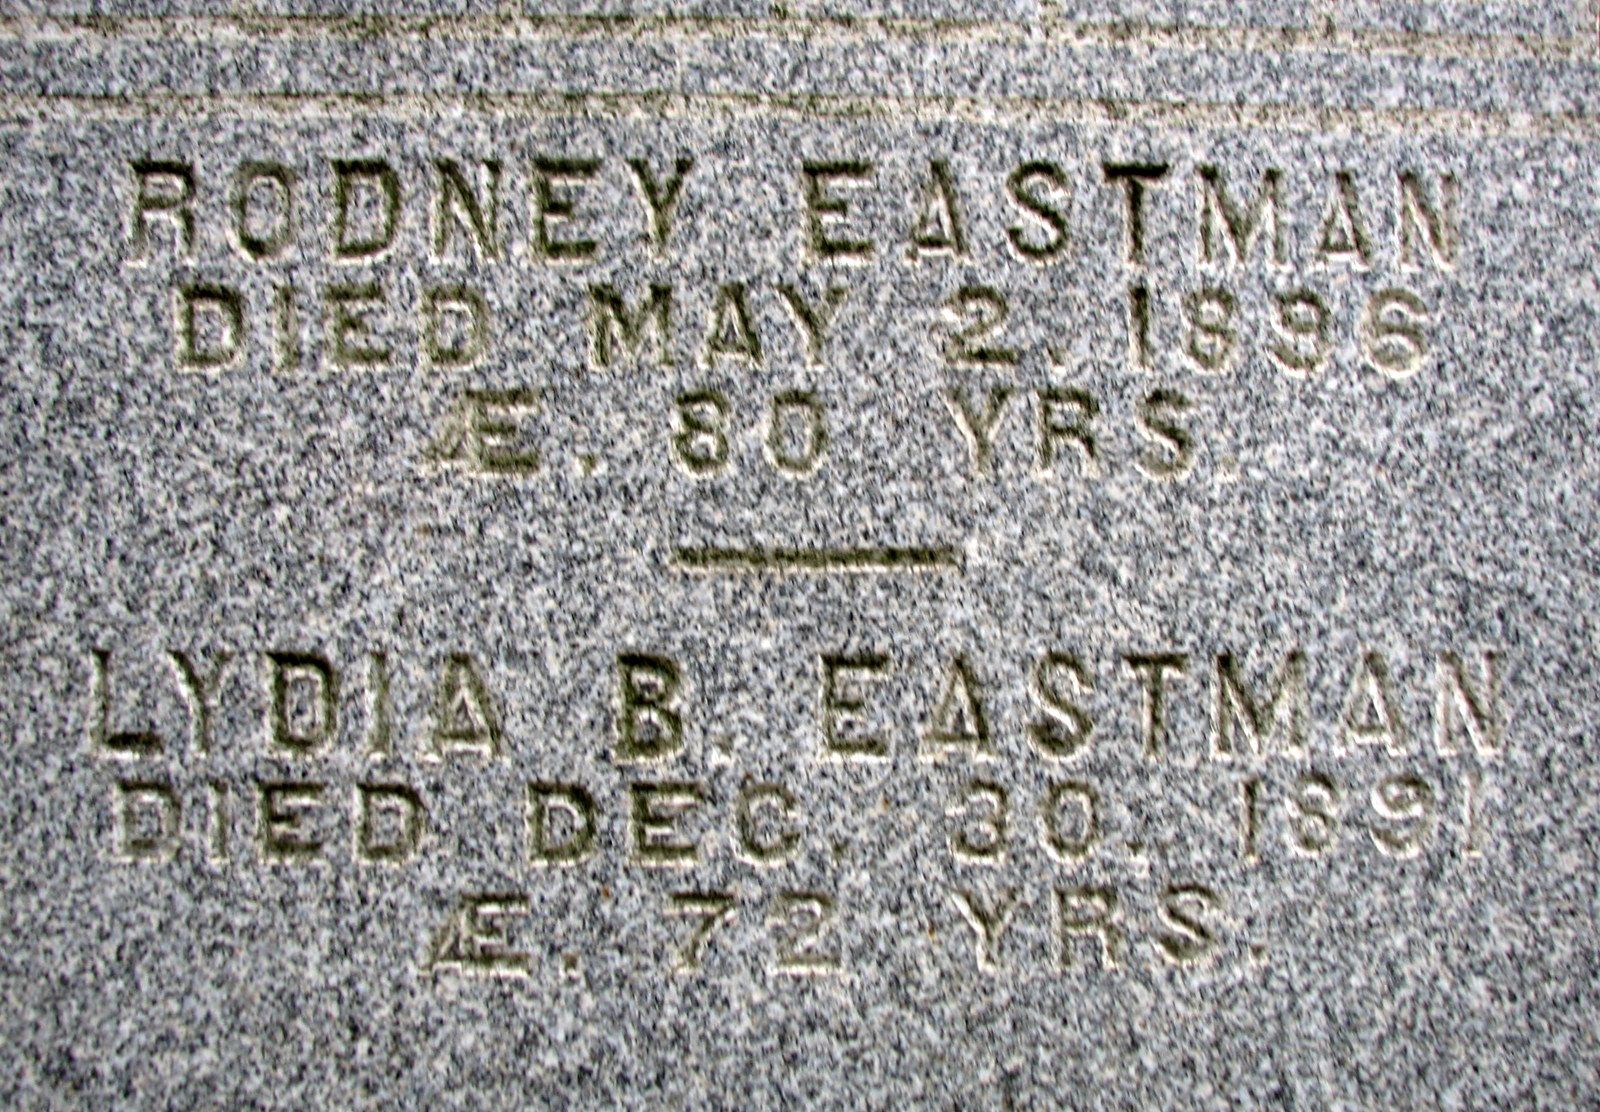 RODNEY EASTMAN
DIED MAY 2, 1896
Æ. 80 YRS.
LYDIA B. EASTMAN
DIED DEC. 30, 1891
Æ. 72 YRS.